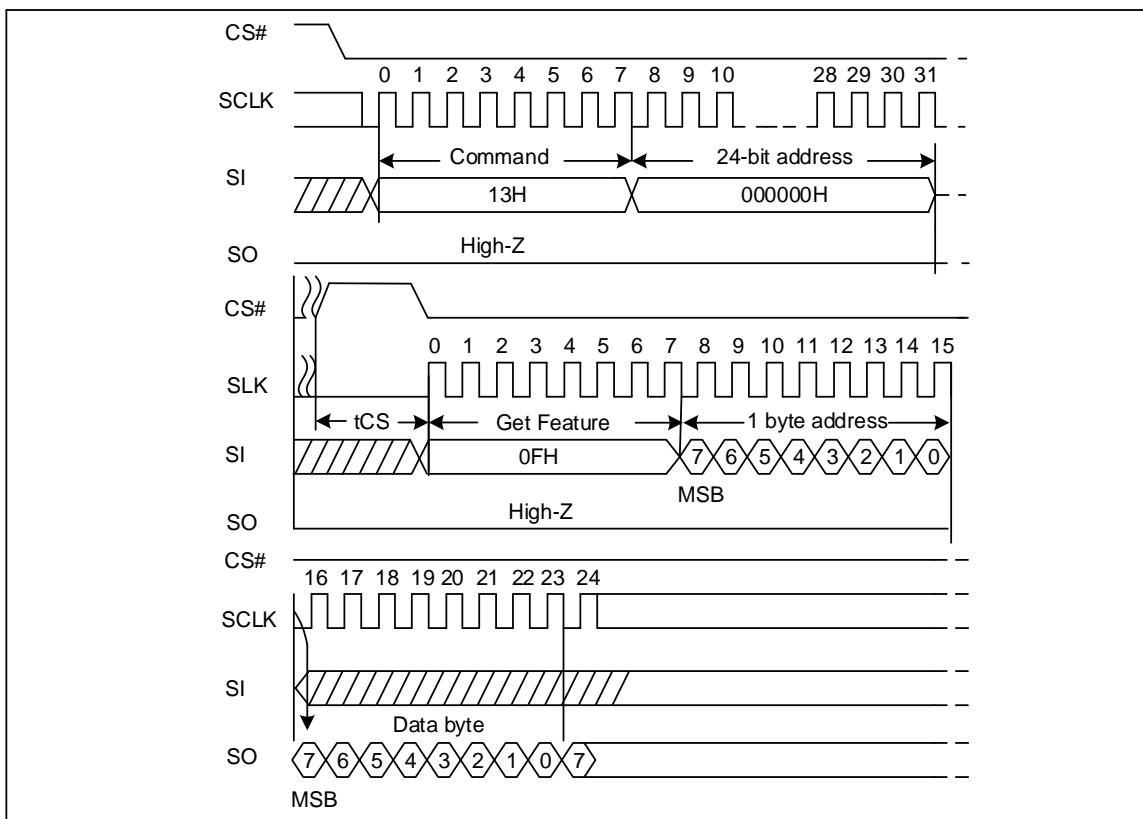 CS#
0 1 2 3 4 5 6 7 8 9 10 28 29 30 31
SCLK
Command 24-bit address
SI
13H 000000H
High-Z
SO
CS#
0 1 2 3 4 5 6 7 8 9 10 11 12 13 14 15
SLK
tCS Get Feature 1 byte address
SI
0FH 7 6 5 4 3 2 1 0
MSB
High-Z
SO
CS#
16 17 18 19 20 21 22 23 24
SCLK
SI
Data byte
SO 7 6 5 4 3 2 1 0 7
MSB